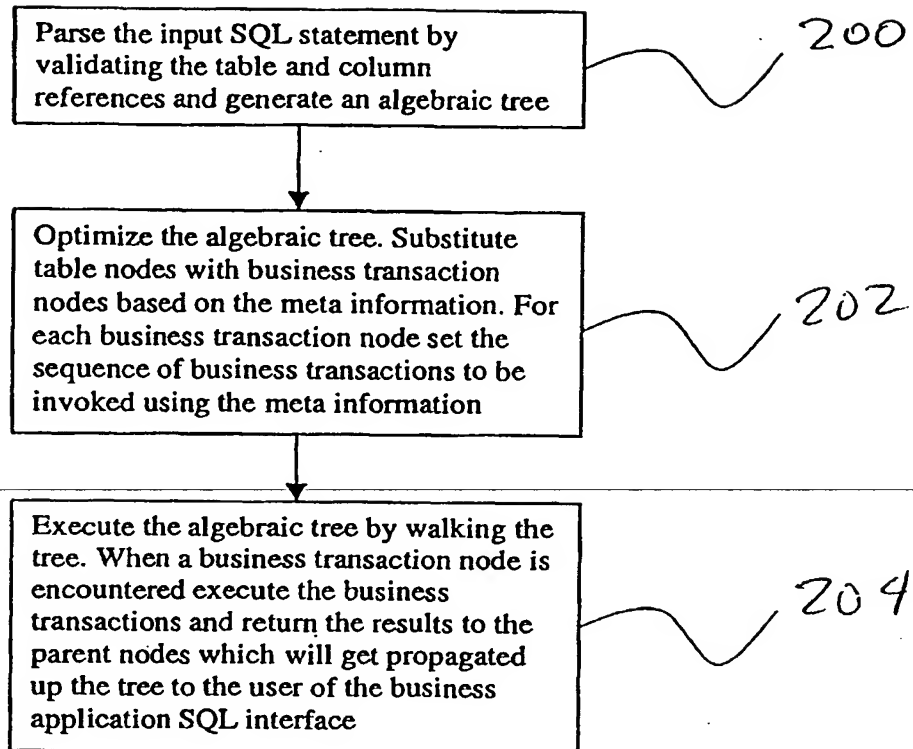 Parse the input SQL statement by
validating the table and column
references and generate an algebraic tree
200
Optimize the algebraic tree. Substitute
table nodes with business transaction
nodes based on the meta information. For
each business transaction node set the
sequence of business transactions to be
invoked using the meta information
202
Execute the algebraic tree by walking the
tree. When a business transaction node is
encountered execute the business
transactions and return the results to the
parent nodes which will get propagated
up the tree to the user of the business
application SQL interface
204